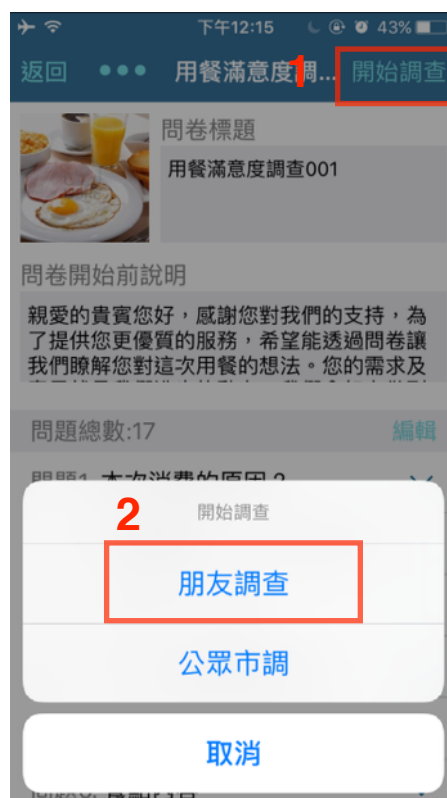 下午12:15 43%
返回 ••• 用餐滿意度調... 開始調查
1
問卷標題
用餐滿意度調查001
問卷開始前說明
親愛的貴賓您好，感謝您對我們的支持，為
了提供您更優質的服務，希望能透過問卷讓
我們瞭解您對這次用餐的想法。您的需求及
問題總數:17 編輯
問題1. 本次消費的原因？
2 開始調查
朋友調查
公眾市調
取消